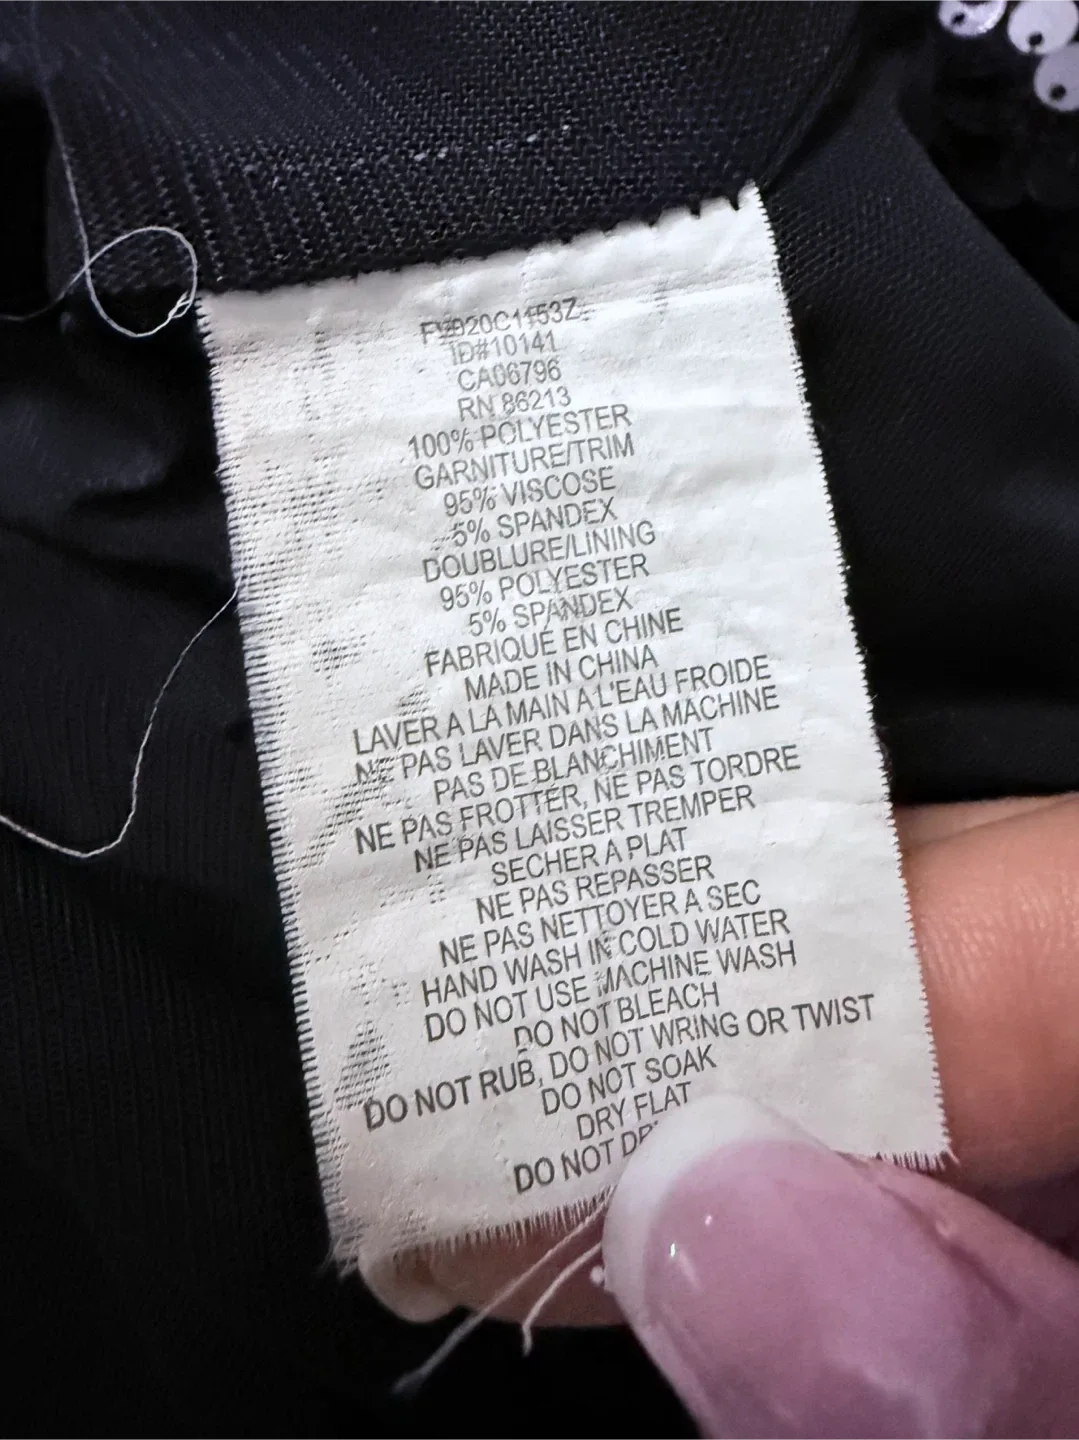 ID#10141
CA06796
RN 86213
100% POLYESTER
GARNITURE/TRIM
95% VISCOSE
5% SPANDEX
DOUBLURE/LINING
95% POLYESTER
5% SPANDEX
FABRIQUE EN CHINE
MADE IN CHINA
LAVER A LA MAIN A L'EAU FROIDE
NE PAS LAVER DANS LA MACHINE
PAS DE BLANCHIMENT
NE PAS FROTTER, NE PAS TORDRE
NE PAS LAISSER TREMPER
SECHER A PLAT
NE PAS REPASSER
NE PAS NETTOYER A SEC
HAND WASH IN COLD WATER
DO NOT USE MACHINE WASH
DO NOT BLEACH
DO NOT RUB, DO NOT WRING OR TWIST
DO NOT SOAK
DRY FLAT
DO NOT